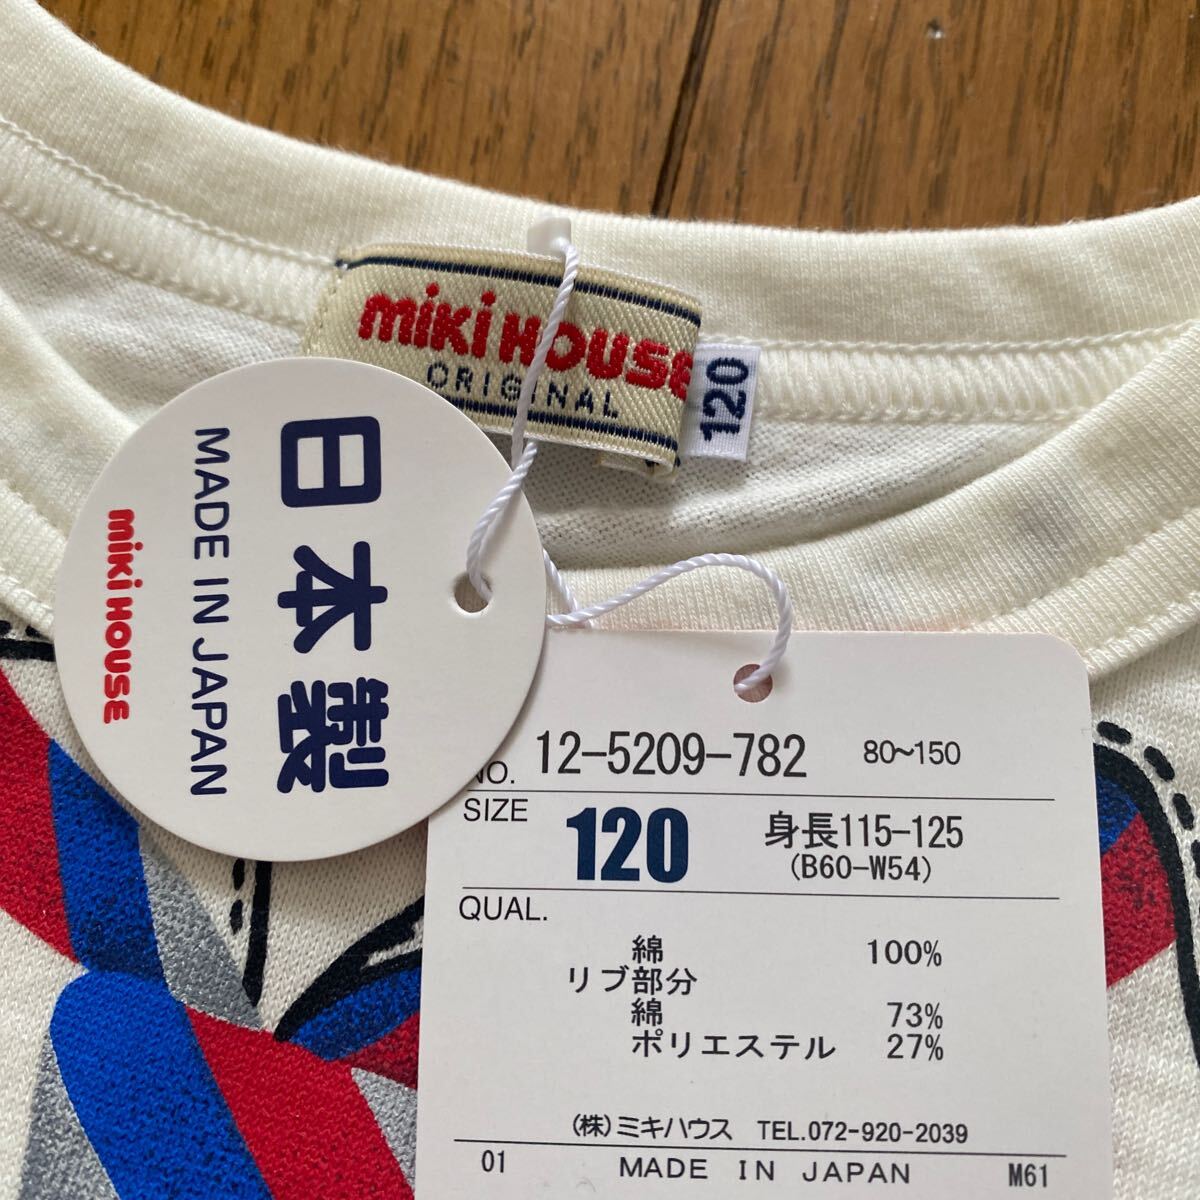 miki HOUSE
ORIGINAL
120
日本製
MADE IN JAPAN
miki HOUSE
NO. 12-5209-782 80~150
SIZE 120 身長115-125
(B60-W54)
QUAL.
綿 100%
リブ部分
綿 73%
ポリエステル 27%
(株)ミキハウス TEL.072-920-2039
01 MADE IN JAPAN M61